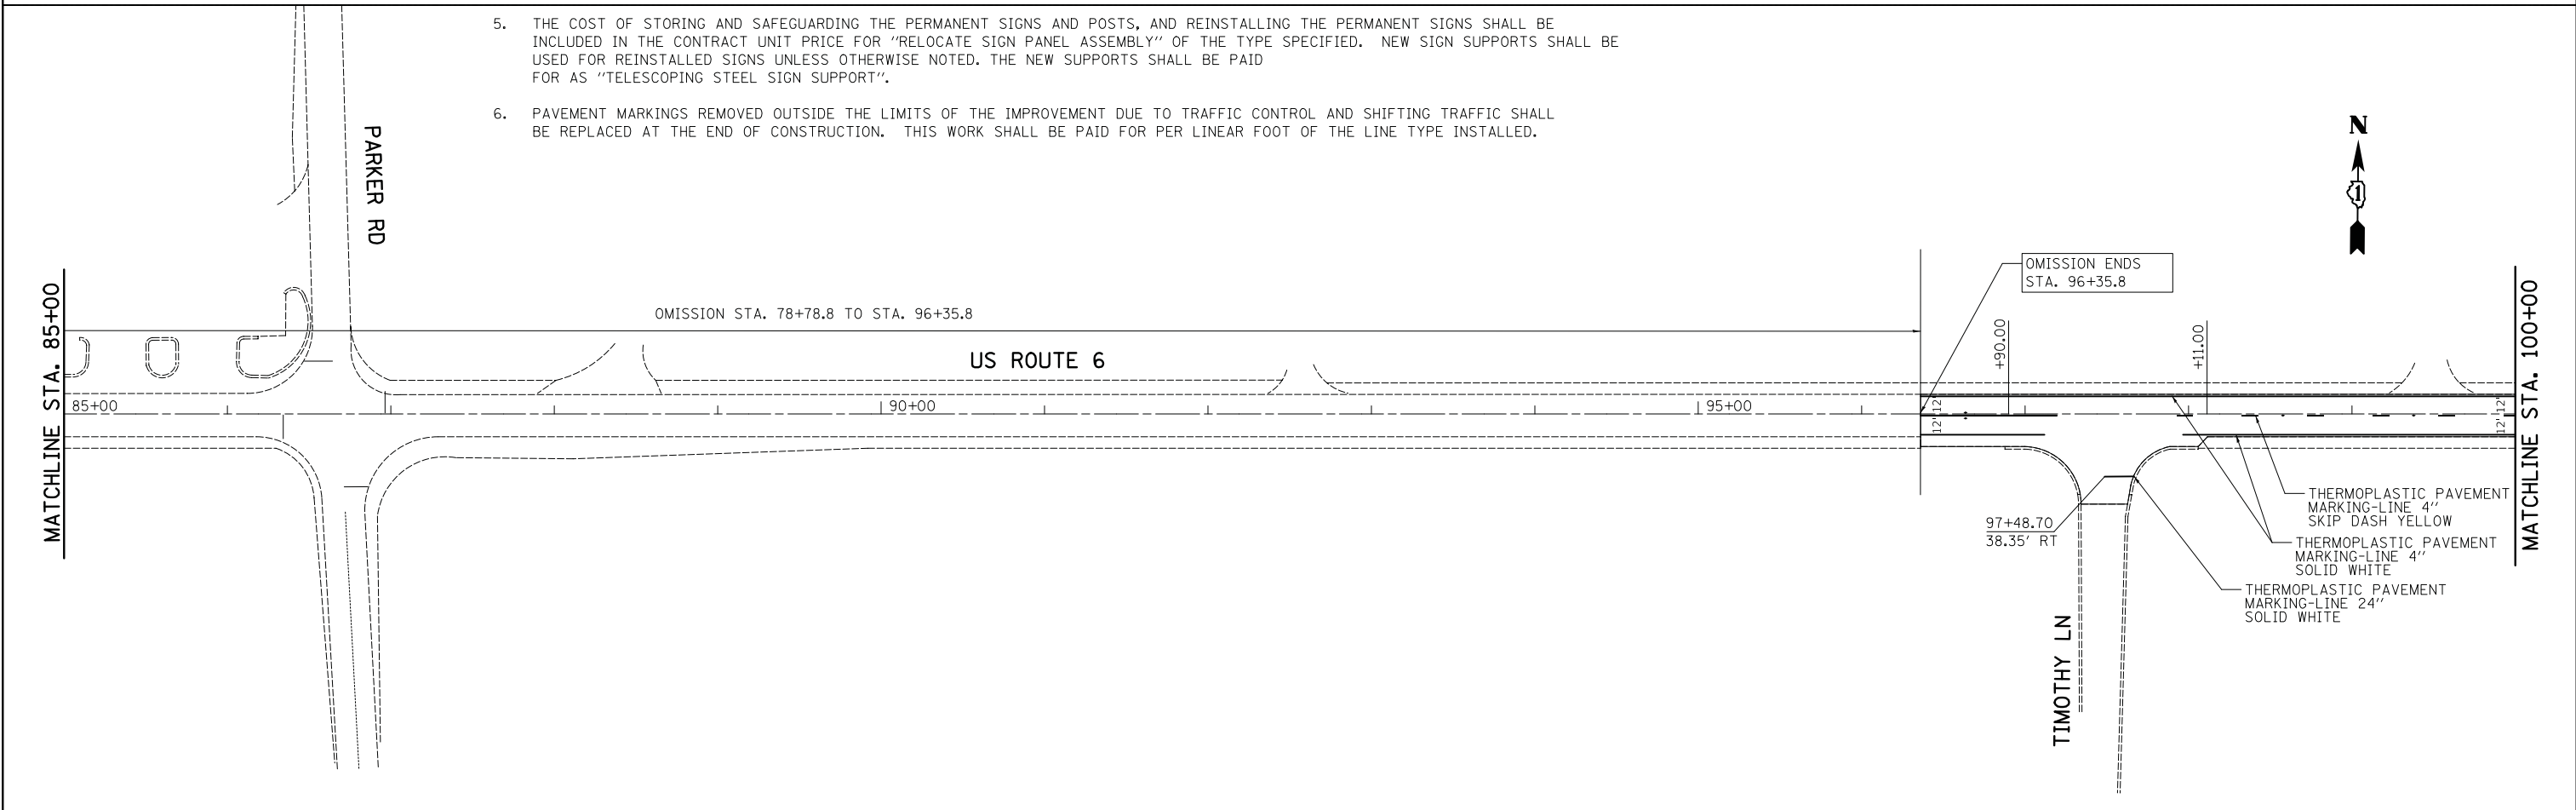 5. THE COST OF STORING AND SAFEGUARDING THE PERMANENT SIGNS AND POSTS, AND REINSTALLING THE PERMANENT SIGNS SHALL BE
INCLUDED IN THE CONTRACT UNIT PRICE FOR "RELOCATE SIGN PANEL ASSEMBLY" OF THE TYPE SPECIFIED. NEW SIGN SUPPORTS SHALL BE
USED FOR REINSTALLED SIGNS UNLESS OTHERWISE NOTED. THE NEW SUPPORTS SHALL BE PAID
FOR AS "TELESCOPING STEEL SIGN SUPPORT".
6. PAVEMENT MARKINGS REMOVED OUTSIDE THE LIMITS OF THE IMPROVEMENT DUE TO TRAFFIC CONTROL AND SHIFTING TRAFFIC SHALL
BE REPLACED AT THE END OF CONSTRUCTION. THIS WORK SHALL BE PAID FOR PER LINEAR FOOT OF THE LINE TYPE INSTALLED.
PARKER RD
N
1
MATCHLINE STA. 85+00
OMISSION STA. 78+78.8 TO STA. 96+35.8
US ROUTE 6
OMISSION ENDS
STA. 96+35.8
+90.00
+11.00
MATCHLINE STA. 100+00
85+00
90+00
95+00
12' 12'
12' 12'
97+48.70
38.35' RT
THERMOPLASTIC PAVEMENT
MARKING-LINE 4"
SKIP DASH YELLOW
THERMOPLASTIC PAVEMENT
MARKING-LINE 4"
SOLID WHITE
THERMOPLASTIC PAVEMENT
MARKING-LINE 24"
SOLID WHITE
TIMOTHY LN